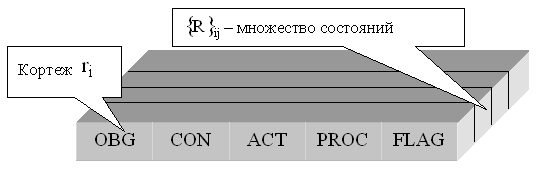 {R}ij – множество состояний
Кортеж ri
OBG CON ACT PROC FLAG